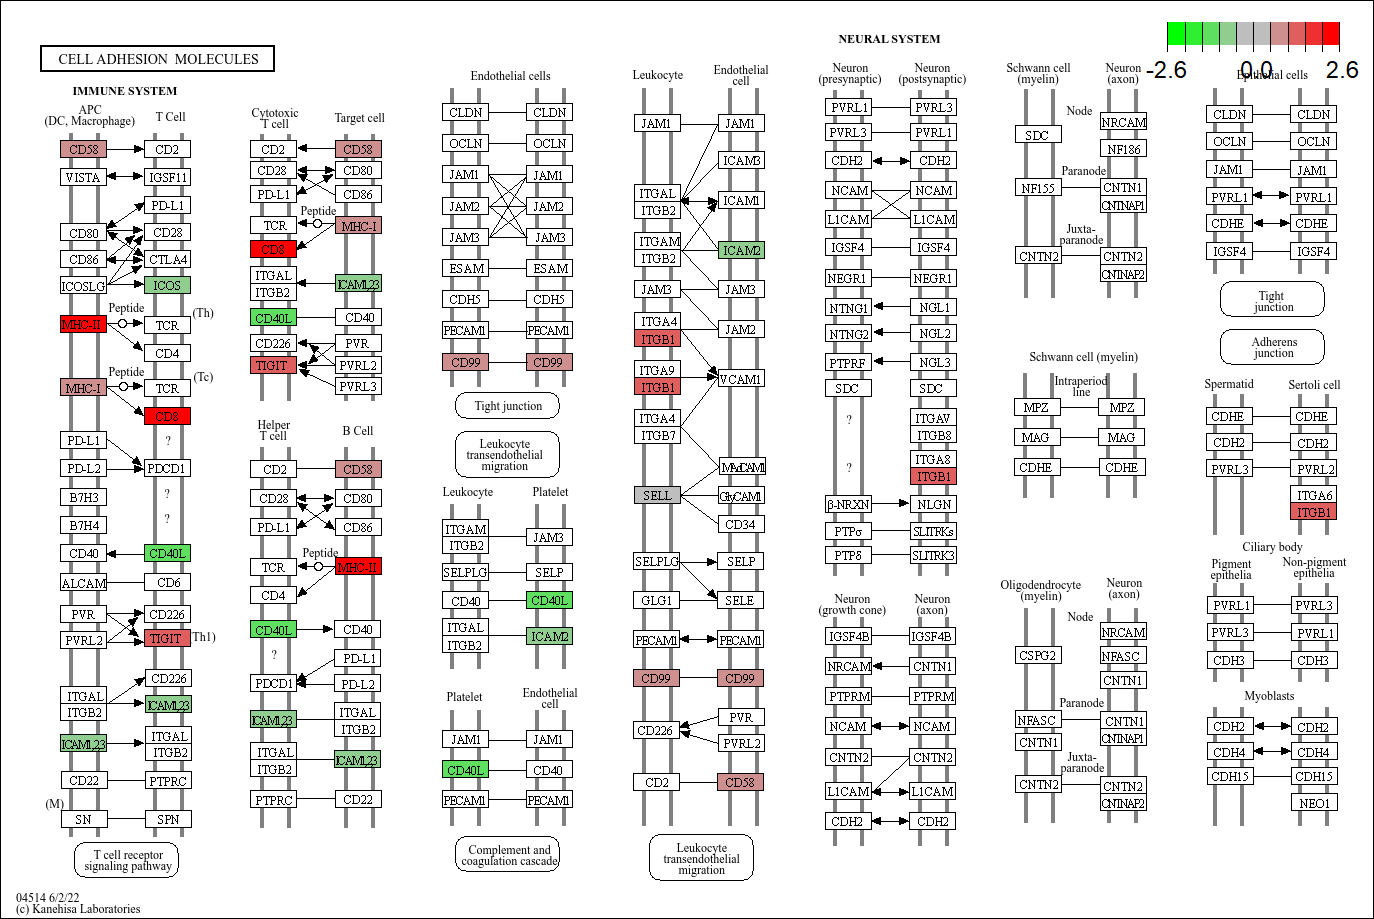 CELL ADHESION MOLECULES
NEURAL SYSTEM
-2.6 0.0 2.6
IMMUNE SYSTEM
APC
(DC, Macrophage)
T Cell
CD58
CD2
VISTA
IGSF11
PD-L1
CD80
CD28
CD86
CTLA4
ICOSLG
ICOS
Peptide
(Th)
MHC-II
TCR
CD4
Peptide
(Tc)
MHC-I
TCR
CD8
PD-L1
?
PD-L2
PDCD1
B7H3
?
B7H4
?
CD40
CD40L
ALCAM
CD6
PVR
CD226
PVRL2
TIGIT
Th1)
CD226
ITGAL
ITGB2
ICAM1,23
ICAM1,23
ITGAL
ITGB2
CD22
PTPRC
(M)
SN
SPN
T cell receptor
signaling pathway
04514 6/2/22
(c) Kanehisa Laboratories
Cytotoxic
T cell
Target cell
CD2
CD58
CD28
CD80
PD-L1
CD86
Peptide
TCR
MHC-I
CD8
ITGAL
ITGB2
ICAM1,23
CD40L
CD40
CD226
PVR
TIGIT
PVRL2
PVRL3
Helper
T cell
B Cell
CD2
CD58
CD28
CD80
PD-L1
CD86
Peptide
TCR
MHC-II
CD4
CD40L
CD40
?
PD-L1
PDCD1
PD-L2
ICAM1,23
ITGAL
ITGB2
ITGAL
ITGB2
ICAM1,23
PTPRC
CD22
Endothelial cells
CLDN
CLDN
OCLN
OCLN
JAM1
JAM1
JAM2
JAM2
JAM3
JAM3
ESAM
ESAM
CDH5
CDH5
PECAM1
PECAM1
CD99
CD99
Tight junction
Leukocyte
transendothelial
migration
Leukocyte
Platelet
ITGAM
ITGB2
JAM3
SELPLG
SELP
CD40
CD40L
ITGAL
ITGB2
ICAM2
Platelet
Endothelial
cell
JAM1
JAM1
CD40L
CD40
PECAM1
PECAM1
Complement and
coagulation cascade
Leukocyte
Endothelial
cell
JAM1
JAM1
ICAM3
ITGAL
ITGB2
ICAM1
ITGAM
ITGB2
ICAM2
JAM3
JAM3
ITGA4
ITGB1
JAM2
ITGA9
ITGB1
VCAM1
ITGA4
ITGB7
SELL
CD34
SELPLG
SELP
GLG1
SELE
PECAM1
PECAM1
CD99
CD99
CD226
PVR
PVRL2
CD2
CD58
Leukocyte
transendothelial
migration
Neuron
(presynaptic)
Neuron
(postsynaptic)
PVRL1
PVRL3
PVRL3
PVRL1
CDH2
CDH2
NCAM
NCAM
L1CAM
L1CAM
IGSF4
IGSF4
NEGR1
NEGR1
NTNG1
NGL1
NTNG2
NGL2
PTPRF
NGL3
SDC
SDC
?
ITGAV
ITGB8
?
ITGA8
ITGB1
β-NRXN
NLGN
PTPσ
SLITRKs
PTPδ
SLITRK3
Neuron
(growth cone)
Neuron
(axon)
IGSF4B
IGSF4B
NRCAM
CNTN1
PTPRM
PTPRM
NCAM
NCAM
CNTN2
CNTN2
L1CAM
L1CAM
CDH2
CDH2
Schwann cell
(myelin)
Neuron
(axon)
Node
NRCAM
SDC
NF186
Paranode
NF155
CNTN1
CNTNAP1
Juxta-
paranode
CNTN2
CNTN2
CNTNAP2
Schwann cell (myelin)
Intraperiod
line
MPZ
MPZ
MAG
MAG
CDHE
CDHE
Oligodendrocyte
(myelin)
Neuron
(axon)
Node
NRCAM
CSPG2
NFASC
CNTN1
Paranode
NFASC
CNTN1
CNTN1
CNTNAP1
Juxta-
paranode
CNTN2
CNTN2
CNTNAP2
Epithelial cells
CLDN
CLDN
OCLN
OCLN
JAM1
JAM1
PVRL1
PVRL1
CDHE
CDHE
IGSF4
IGSF4
Tight
junction
Adherens
junction
Spermatid
Sertoli cell
CDHE
CDHE
CDH2
CDH2
PVRL3
PVRL2
ITGA6
ITGB1
Ciliary body
Pigment
epithelia
Non-pigment
epithelia
PVRL1
PVRL3
PVRL3
PVRL1
CDH3
CDH3
Myoblasts
CDH2
CDH2
CDH4
CDH4
CDH15
CDH15
NEO1